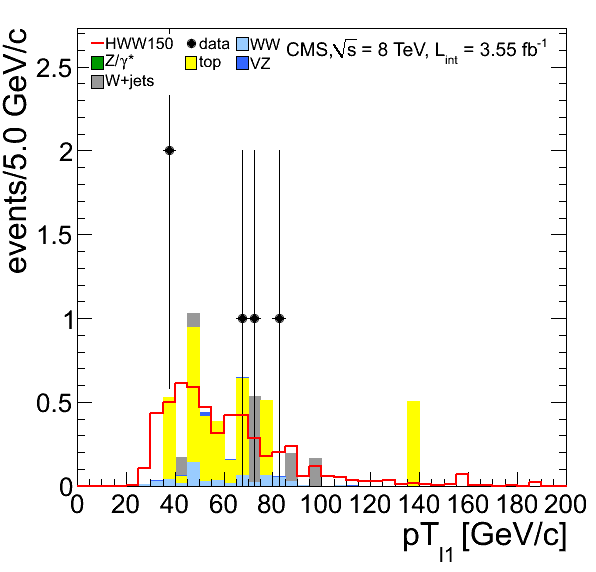 HWW150 data WW CMS,√s = 8 TeV, L_int = 3.55 fb⁻¹
Z/γ* top VZ
W+jets
events/5.0 GeV/c
2.5
2
1.5
1
0.5
0
0 20 40 60 80 100 120 140 160 180 200
pT_l1 [GeV/c]